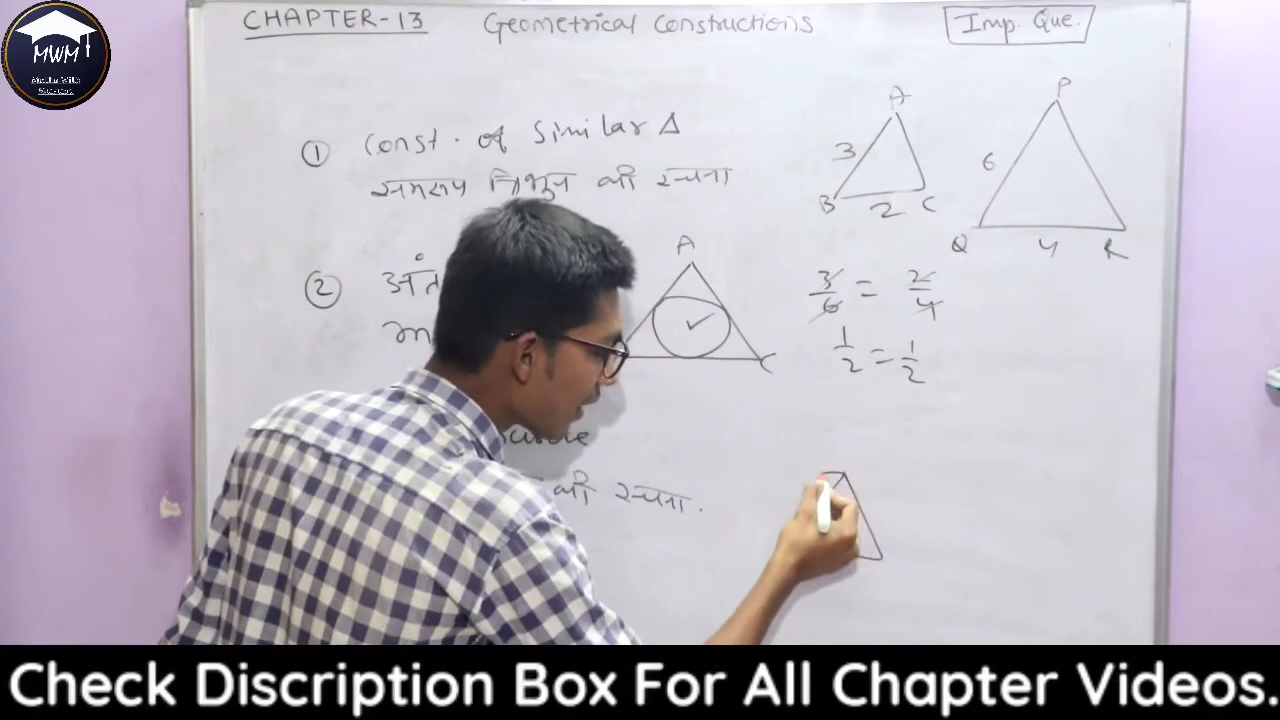 MWM
CHAPTER-13 Geometrical Constructions
Imp. Que.
① Const. of Similar Δ
समरूप त्रिभुज की रचना
A
3
B 2 C
P
6
Q 4 R
②
A
C
3/6 = 2/4
1/2 = 1/2
की रचना.
Check Discription Box For All Chapter Videos.